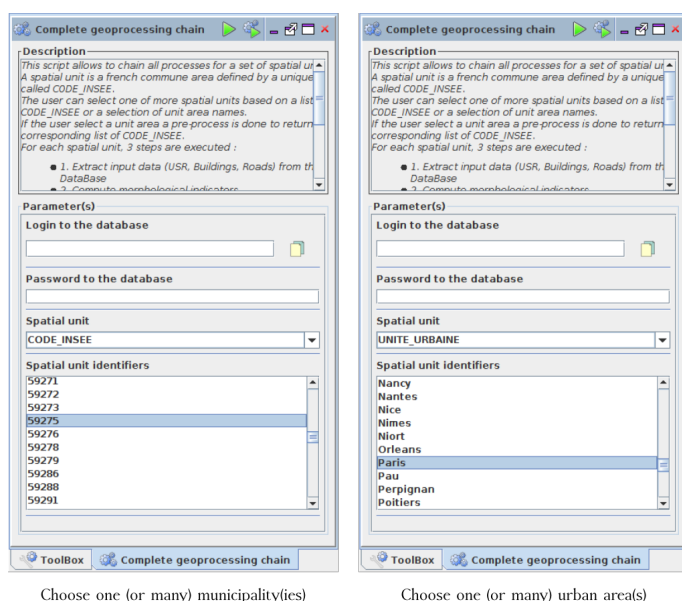 Complete geoprocessing chain
Description
This script allows to chain all processes for a set of spatial ur
A spatial unit is a french commune area defined by a unique
called CODE_INSEE.
The user can select one of more spatial units based on a list
CODE_INSEE or a selection of unit area names.
If the user select a unit area a pre-process is done to return
corresponding list of CODE_INSEE.
For each spatial unit, 3 steps are executed :
1. Extract input data (USR, Buildings, Roads) from th
DataBase
2. Compute morphological indicators
Parameter(s)
Login to the database
Password to the database
Spatial unit
CODE_INSEE
Spatial unit identifiers
59271
59272
59273
59275
59276
59278
59279
59286
59288
59291
ToolBox
Complete geoprocessing chain
Choose one (or many) municipality(ies)
Complete geoprocessing chain
Description
This script allows to chain all processes for a set of spatial ur
A spatial unit is a french commune area defined by a unique
called CODE_INSEE.
The user can select one of more spatial units based on a list
CODE_INSEE or a selection of unit area names.
If the user select a unit area a pre-process is done to return
corresponding list of CODE_INSEE.
For each spatial unit, 3 steps are executed :
1. Extract input data (USR, Buildings, Roads) from th
DataBase
2. Compute morphological indicators
Parameter(s)
Login to the database
Password to the database
Spatial unit
UNITE_URBAINE
Spatial unit identifiers
Nancy
Nantes
Nice
Nimes
Niort
Orleans
Paris
Pau
Perpignan
Poitiers
ToolBox
Complete geoprocessing chain
Choose one (or many) urban area(s)